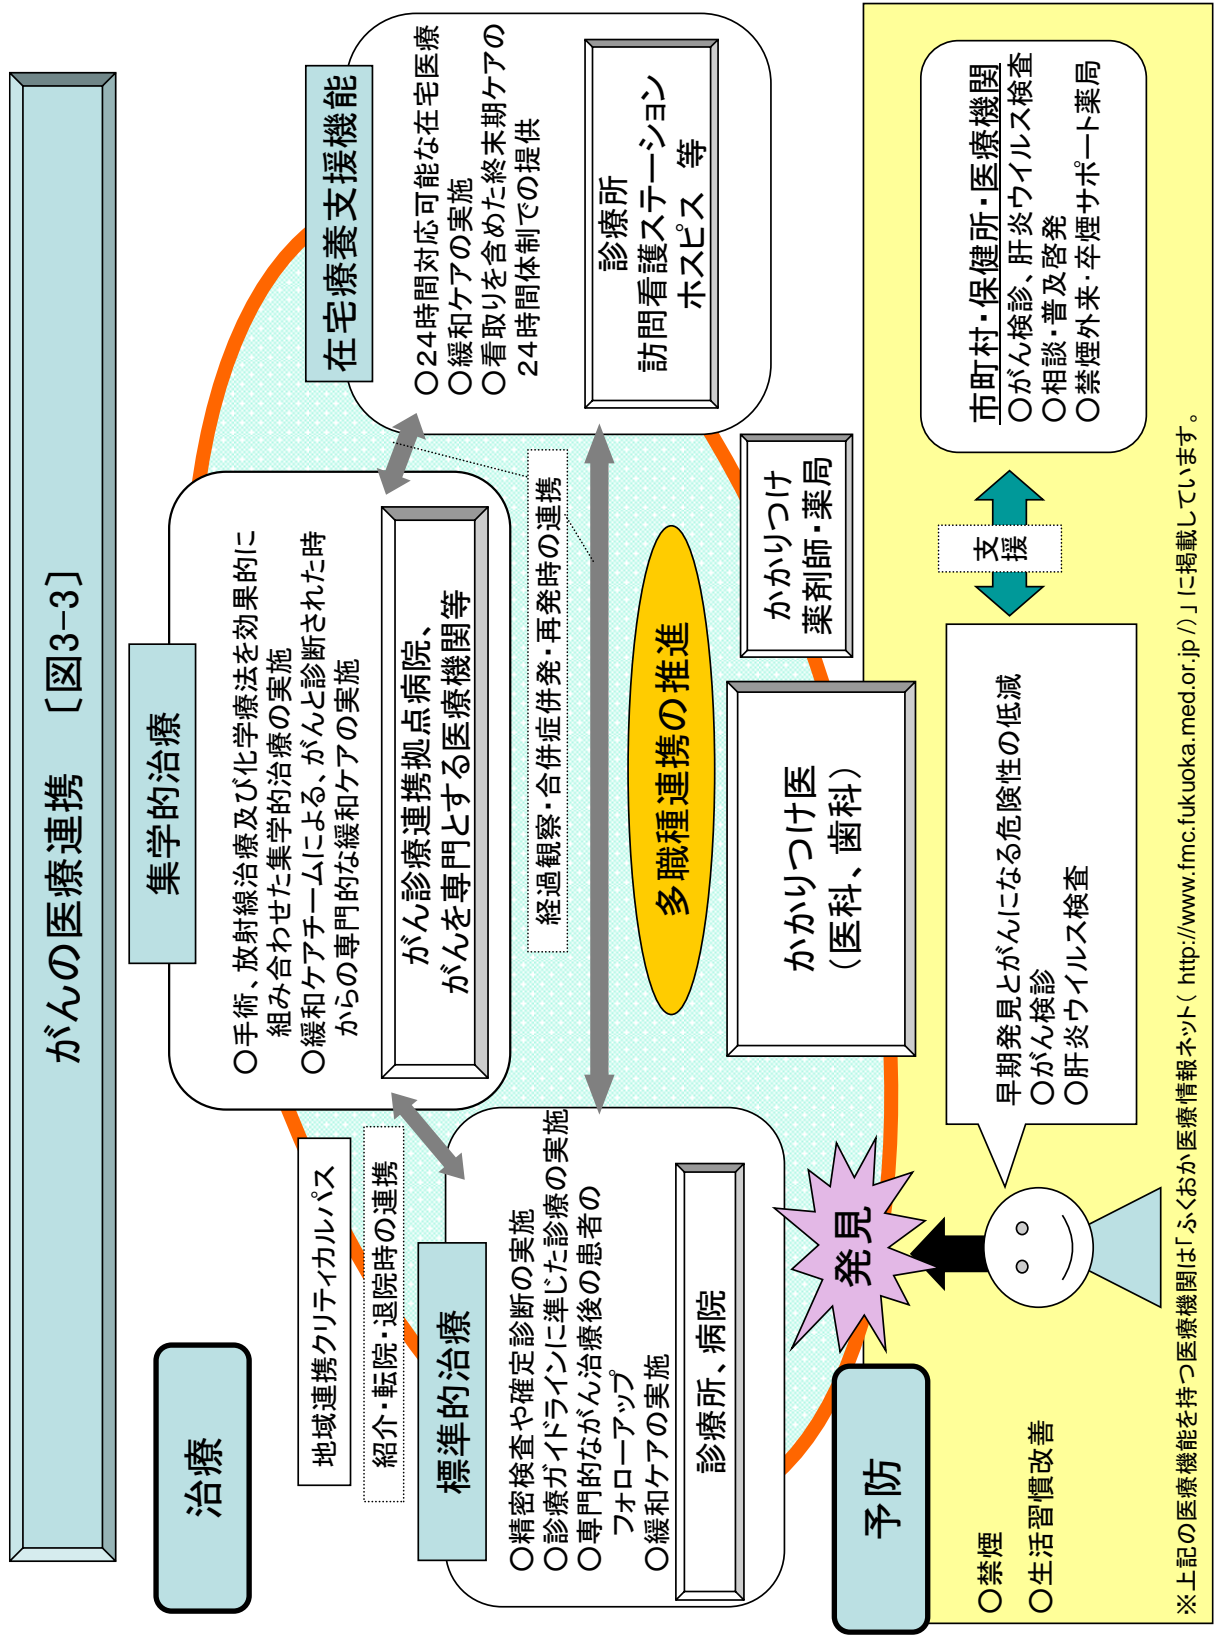 がんの医療連携 〔図3-3〕
治療
集学的治療
○手術、放射線治療及び化学療法を効果的に
組み合わせた集学的治療の実施
○緩和ケアチームによる、がんと診断された時
からの専門的な緩和ケアの実施
がん診療連携拠点病院、
がんを専門とする医療機関等
在宅療養支援機能
○24時間対応可能な在宅医療
○緩和ケアの実施
○看取りを含めた終末期ケアの
24時間体制での提供
診療所
訪問看護ステーション
ホスピス 等
地域連携クリティカルパス
紹介・転院・退院時の連携
標準的治療
○精密検査や確定診断の実施
○診療ガイドラインに準じた診療の実施
○専門的ながん治療後の患者の
フォローアップ
○緩和ケアの実施
診療所、病院
経過観察・合併症併発・再発時の連携
多職種連携の推進
かかりつけ医
（医科、歯科）
かかりつけ
薬剤師・薬局
発見
予防
○禁煙
○生活習慣改善
早期発見とがんになる危険性の低減
○がん検診
○肝炎ウイルス検査
支
援
市町村・保健所・医療機関
○がん検診、肝炎ウイルス検査
○相談・普及啓発
○禁煙外来・卒煙サポート薬局
※上記の医療機能を持つ医療機関は「ふくおか医療情報ネット( http://www.fmc.fukuoka.med.or.jp /)」に掲載しています。